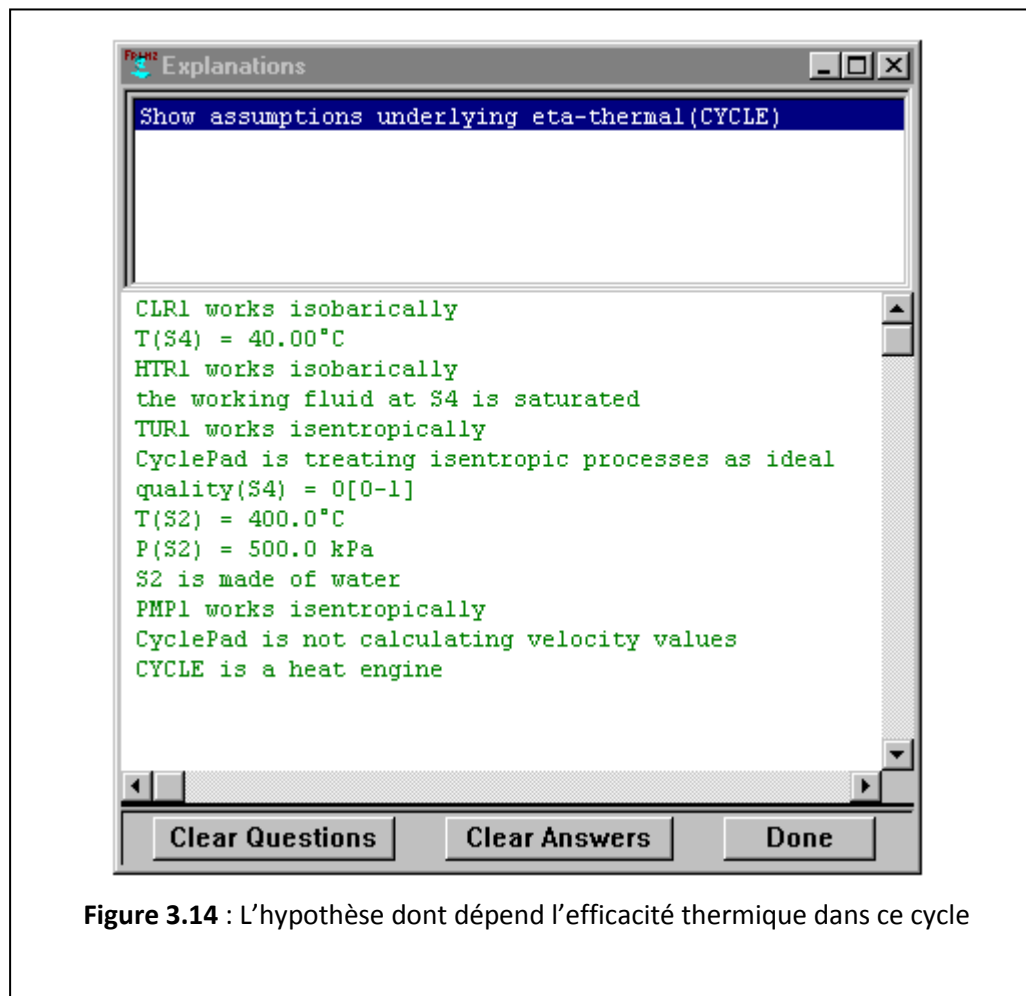 FRANZ
Explanations
Show assumptions underlying eta-thermal(CYCLE)
CLR1 works isobarically
T(S4) = 40.00°C
HTR1 works isobarically
the working fluid at S4 is saturated
TUR1 works isentropically
CyclePad is treating isentropic processes as ideal
quality(S4) = 0[0-1]
T(S2) = 400.0°C
P(S2) = 500.0 kPa
S2 is made of water
PMP1 works isentropically
CyclePad is not calculating velocity values
CYCLE is a heat engine
Clear Questions Clear Answers Done
Figure 3.14 : L’hypothèse dont dépend l’efficacité thermique dans ce cycle